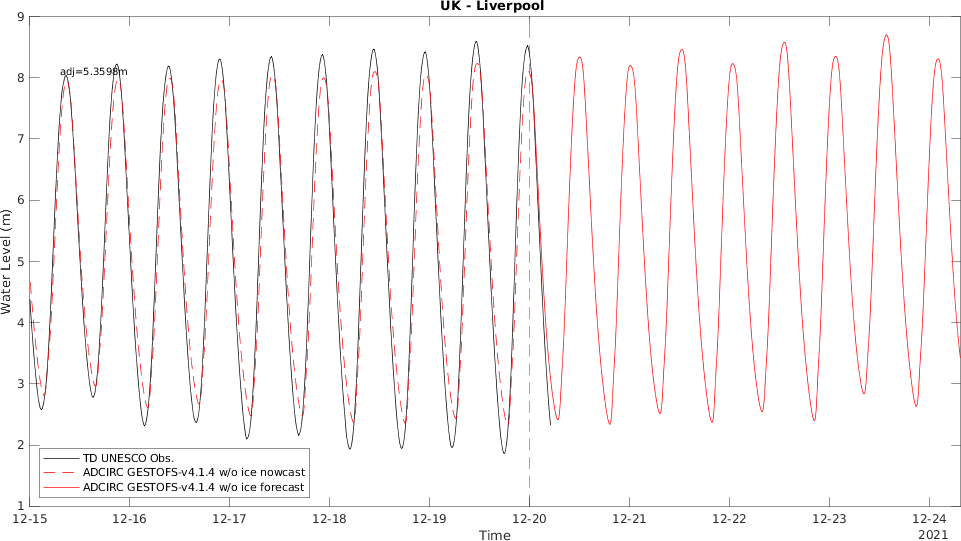 UK - Liverpool
9
8
7
6
5
4
3
2
1
Water Level (m)
adj=5.3598m
TD UNESCO Obs.
ADCIRC GESTOFS-v4.1.4 w/o ice nowcast
ADCIRC GESTOFS-v4.1.4 w/o ice forecast
12-15 12-16 12-17 12-18 12-19 12-20 12-21 12-22 12-23 12-24
Time 2021